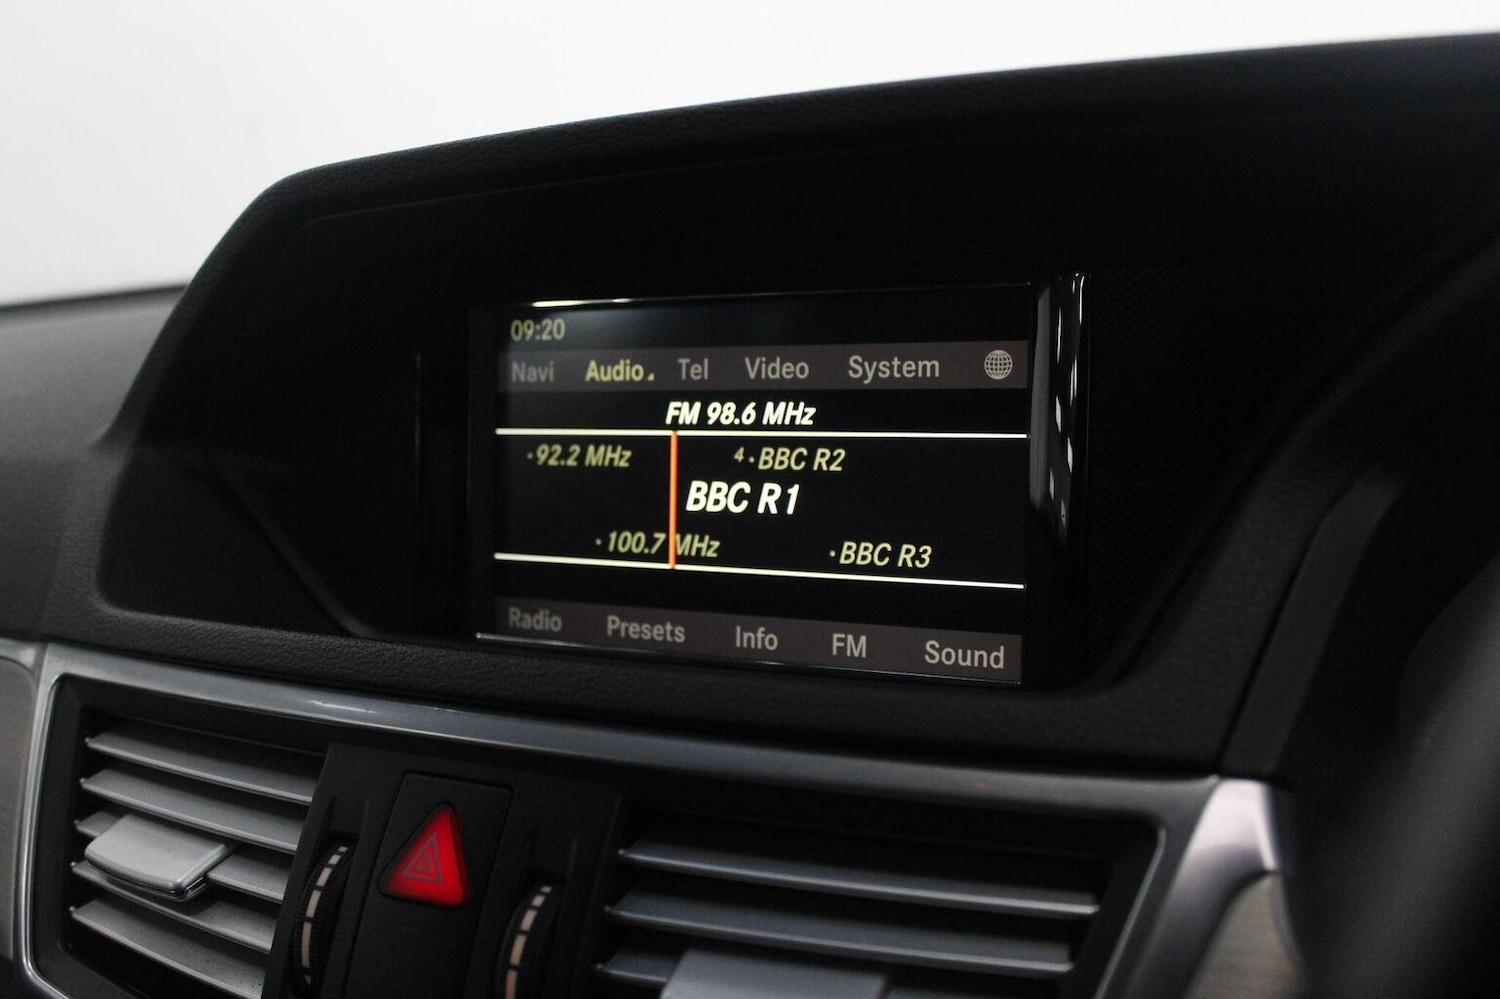 09:20
Navi Audio Tel Video System
FM 98.6 MHz
·92.2 MHz 4·BBC R2
BBC R1
·100.7 MHz ·BBC R3
Radio Presets Info FM Sound